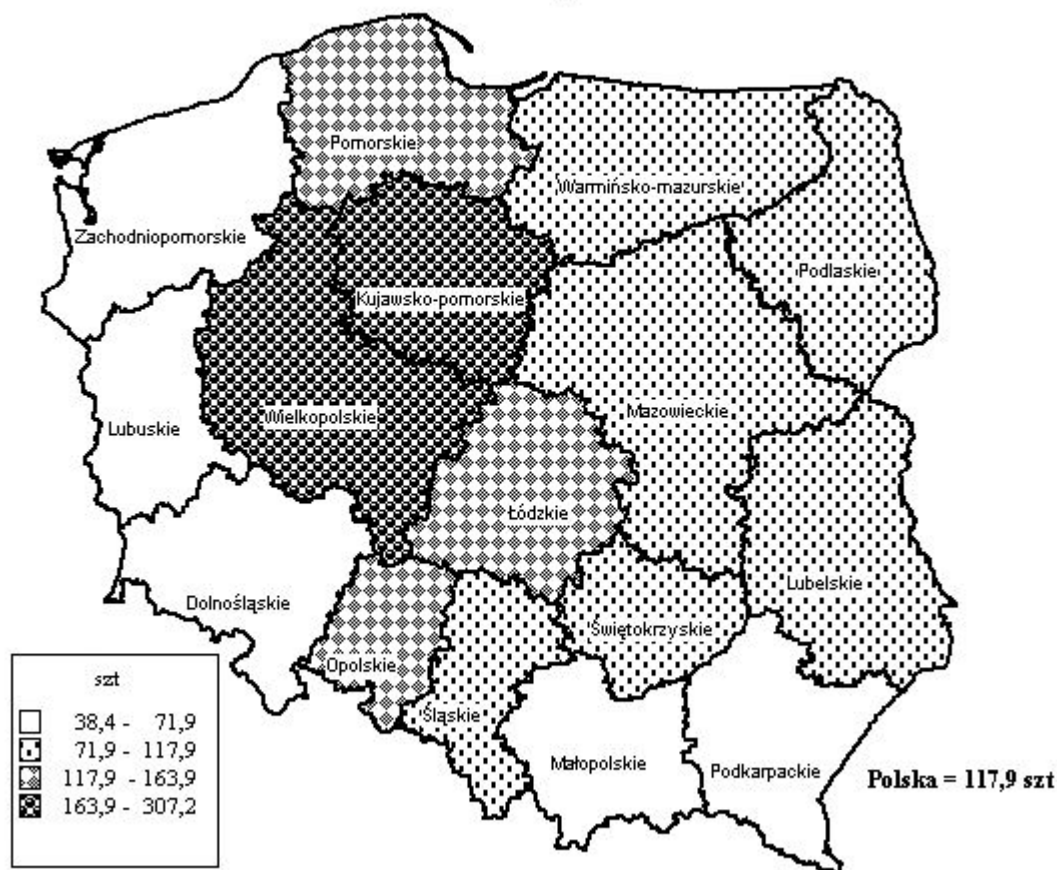 Pomorskie
Warmińsko-mazurskie
Zachodniopomorskie
Podlaskie
Kujawsko-pomorskie
Wielkopolskie
Mazowieckie
Lubuskie
Łódzkie
Lubelskie
Dolnośląskie
Świętokrzyskie
Opolskie
Śląskie
Małopolskie
Podkarpackie
Polska = 117,9 szt
szt
38,4 - 71,9
71,9 - 117,9
117,9 - 163,9
163,9 - 307,2